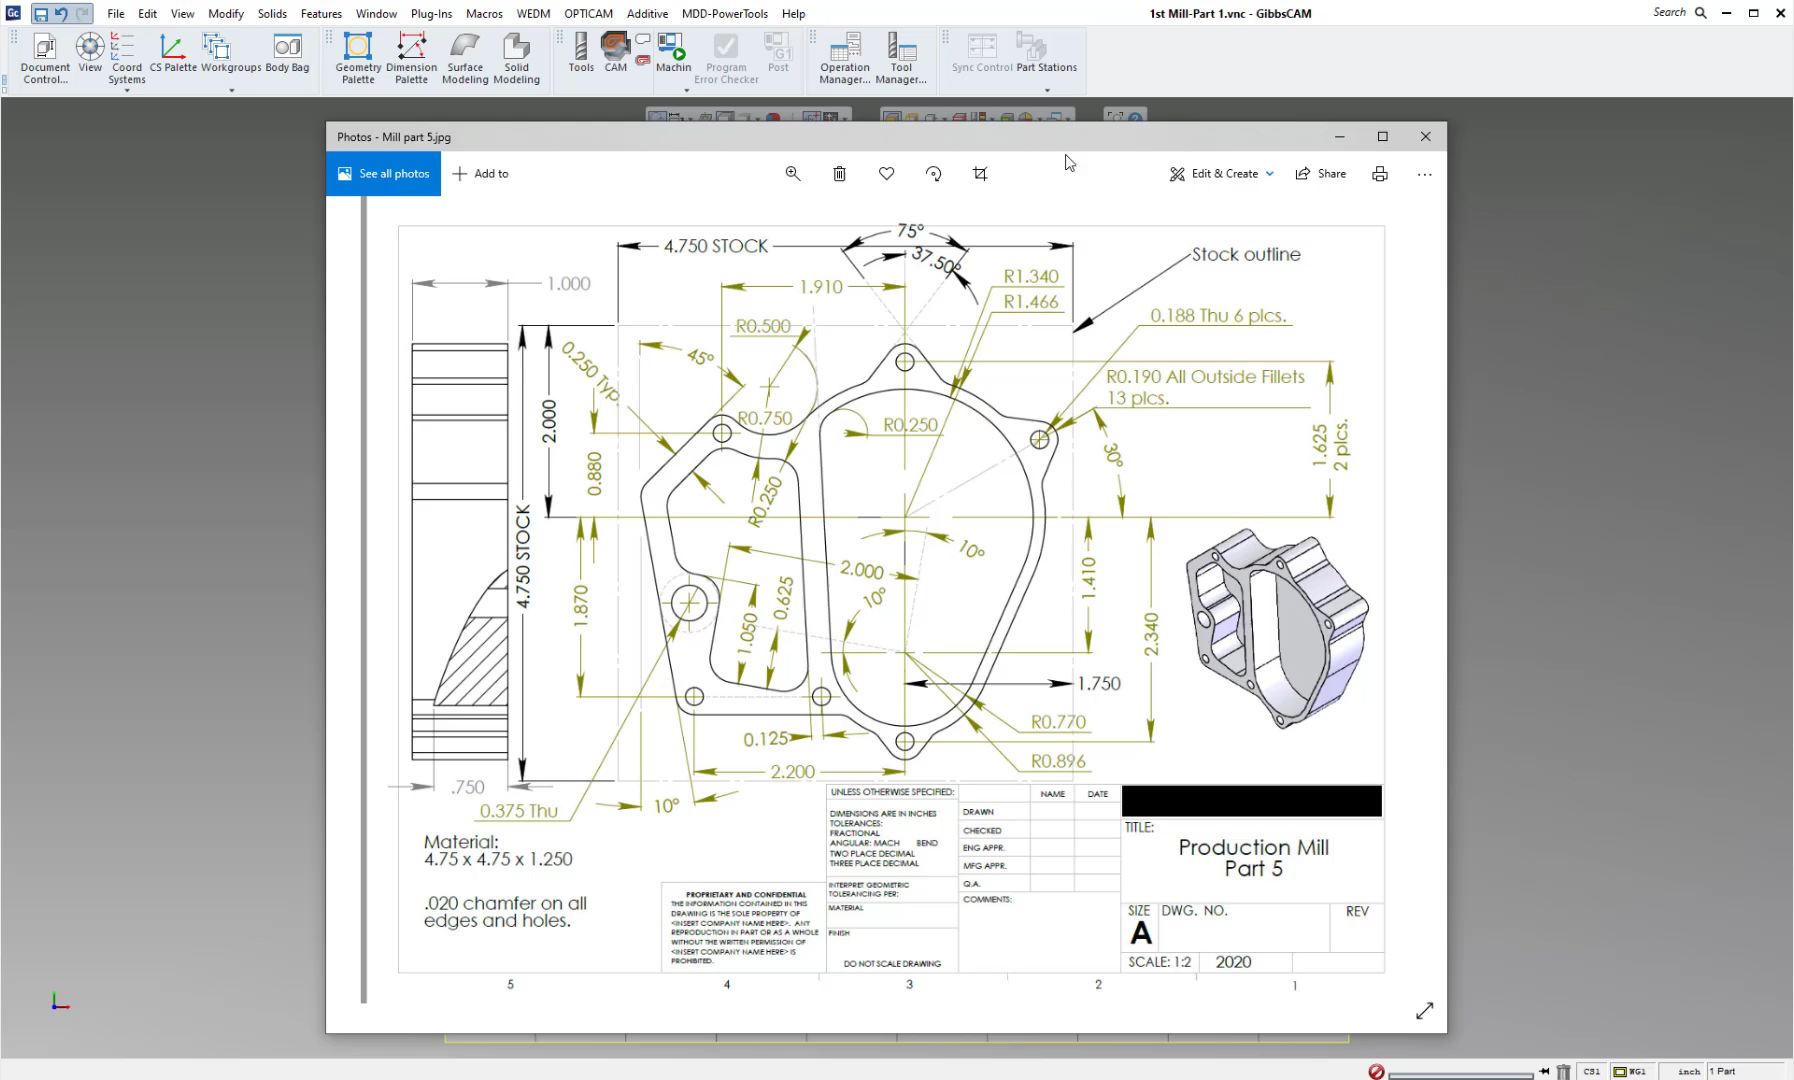 File Edit View Modify Solids Features Window Plug-Ins Macros WEDM OPTICAM Additive MDD-PowerTools Help
1st Mill-Part 1.vnc - GibbsCAM
Search
Document Control...
View
Coord Systems
CS Palette
Workgroups
Body Bag
Geometry Palette
Dimension Palette
Surface Modeling
Solid Modeling
Tools
CAM
Machin
Program Error Checker
Post
Operation Manager...
Tool Manager...
Sync Control
Part Stations
Photos - Mill part 5.jpg
See all photos
Add to
Edit & Create
Share
75°
4.750 STOCK
37.50°
Stock outline
1.000
1.910
R1.340
R1.466
0.188 Thu 6 plcs.
R0.500
0.250 Typ.
45°
R0.190 All Outside Fillets
13 plcs.
2.000
R0.750
R0.250
1.625
2 plcs.
30°
0.880
R0.250
4.750 STOCK
10°
2.000
1.410
10°
0.625
1.050
1.870
2.340
1.750
R0.770
0.125
R0.896
2.200
.750
10°
0.375 Thu
Material:
4.75 x 4.75 x 1.250
.020 chamfer on all
edges and holes.
UNLESS OTHERWISE SPECIFIED:
DIMENSIONS ARE IN INCHES
TOLERANCES:
FRACTIONAL
ANGULAR: MACH BEND
TWO PLACE DECIMAL
THREE PLACE DECIMAL
INTERPRET GEOMETRIC
TOLERANCING PER:
MATERIAL
FINISH
DO NOT SCALE DRAWING
NAME DATE
DRAWN
CHECKED
ENG APPR.
MFG APPR.
Q.A.
COMMENTS:
PROPRIETARY AND CONFIDENTIAL
THE INFORMATION CONTAINED IN THIS
DRAWING IS THE SOLE PROPERTY OF
<INSERT COMPANY NAME HERE>. ANY
REPRODUCTION IN PART OR AS A WHOLE
WITHOUT THE WRITTEN PERMISSION OF
<INSERT COMPANY NAME HERE> IS
PROHIBITED.
TITLE:
Production Mill
Part 5
SIZE DWG. NO. REV
A
SCALE: 1:2 2020
5 4 3 2 1
CS1 WG1 inch 1 Part